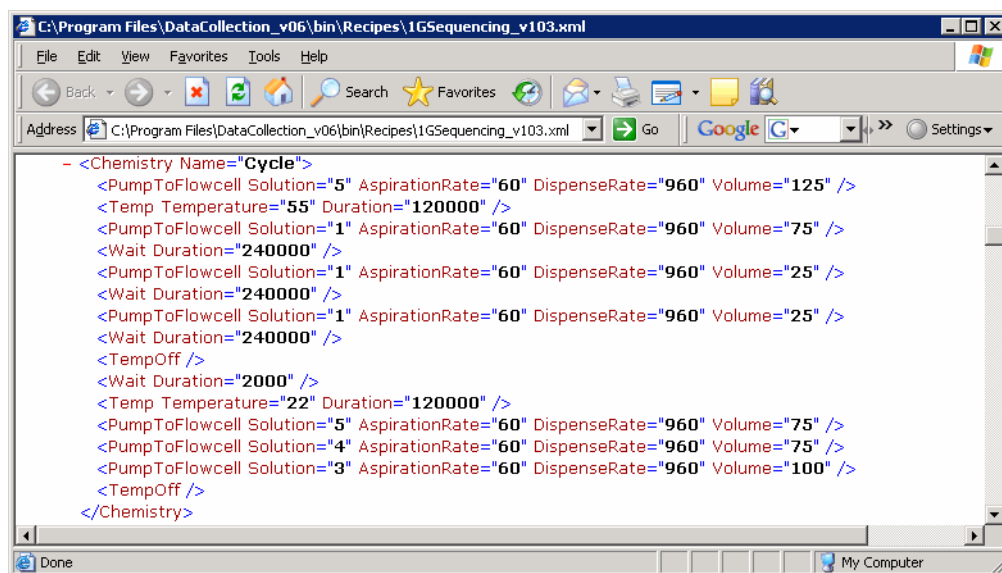 C:\Program Files\DataCollection_v06\bin\Recipes\1GSequencing_v103.xml
File Edit View Favorites Tools Help
Back Search Favorites
Address C:\Program Files\DataCollection_v06\bin\Recipes\1GSequencing_v103.xml Go Google G Settings
- <Chemistry Name="Cycle">
<PumpToFlowcell Solution="5" AspirationRate="60" DispenseRate="960" Volume="125" />
<Temp Temperature="55" Duration="120000" />
<PumpToFlowcell Solution="1" AspirationRate="60" DispenseRate="960" Volume="75" />
<Wait Duration="240000" />
<PumpToFlowcell Solution="1" AspirationRate="60" DispenseRate="960" Volume="25" />
<Wait Duration="240000" />
<PumpToFlowcell Solution="1" AspirationRate="60" DispenseRate="960" Volume="25" />
<Wait Duration="240000" />
<TempOff />
<Wait Duration="2000" />
<Temp Temperature="22" Duration="120000" />
<PumpToFlowcell Solution="5" AspirationRate="60" DispenseRate="960" Volume="75" />
<PumpToFlowcell Solution="4" AspirationRate="60" DispenseRate="960" Volume="75" />
<PumpToFlowcell Solution="3" AspirationRate="60" DispenseRate="960" Volume="100" />
<TempOff />
</Chemistry>
Done My Computer